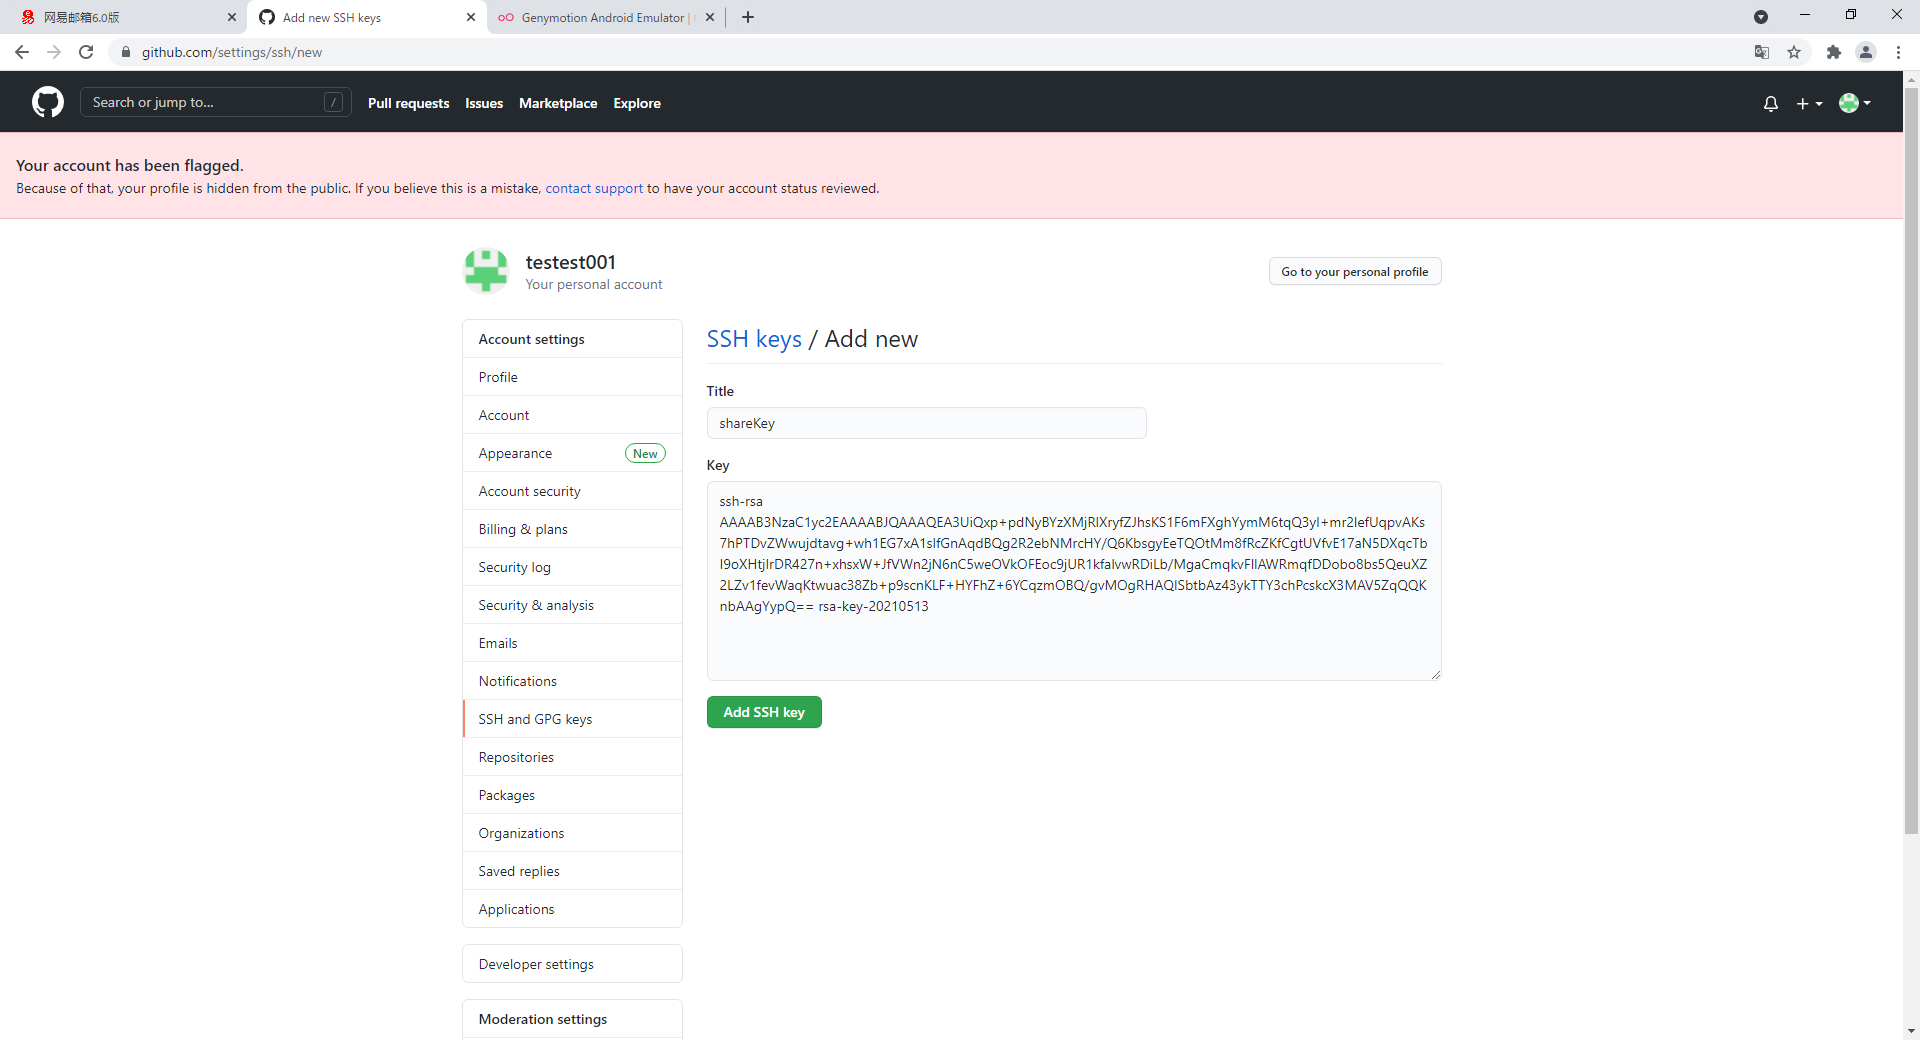 网易邮箱6.0版
Add new SSH keys
Genymotion Android Emulator |
github.com/settings/ssh/new
Search or jump to...
/
Pull requests
Issues
Marketplace
Explore
Your account has been flagged.
Because of that, your profile is hidden from the public. If you believe this is a mistake, contact support to have your account status reviewed.
testest001
Your personal account
Go to your personal profile
Account settings
Profile
Account
Appearance
New
Account security
Billing & plans
Security log
Security & analysis
Emails
Notifications
SSH and GPG keys
Repositories
Packages
Organizations
Saved replies
Applications
Developer settings
Moderation settings
SSH keys / Add new
Title
shareKey
Key
ssh-rsa
AAAAB3NzaC1yc2EAAAABJQAAAQEA3UiQxp+pdNyBYzXMjRlXryfZJhsKS1F6mFXghYymM6tqQ3yI+mr2IefUqpvAKs
7hPTDvZWwujdtavg+wh1EG7xA1slfGnAqdBQg2R2ebNMrcHY/Q6KbsgyEeTQOtMm8fRcZKfCgtUVfvE17aN5DXqcTb
I9oXHtjIrDR427n+xhsxW+JfVWn2jN6nC5weOVkOFEoc9jUR1kfalvwRDiLb/MgaCmqkvFIlAWRmqfDDobo8bs5QeuXZ
2LZv1fevWaqKtwuac38Zb+p9scnKLF+HYFhZ+6YCqzmOBQ/gvMOgRHAQISbtbAz43ykTTY3chPcskcX3MAV5ZqQQK
nbAAgYypQ== rsa-key-20210513
Add SSH key